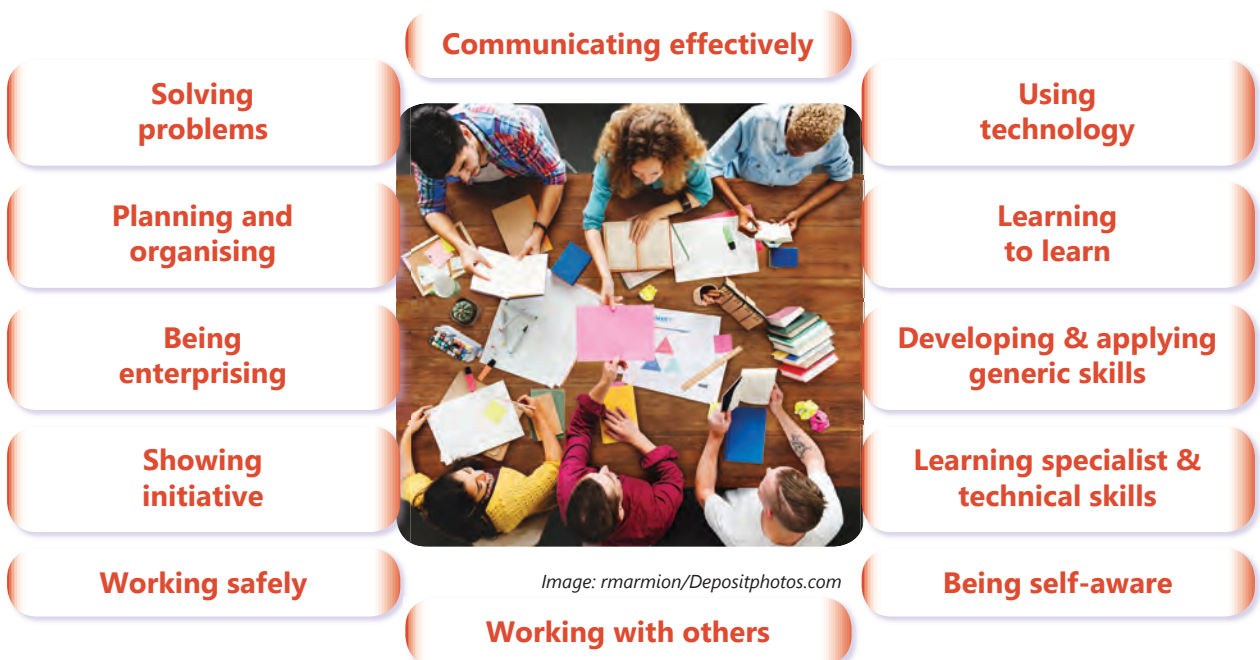 Communicating effectively
Solving
problems
Using
technology
Planning and
organising
Learning
to learn
Being
enterprising
Developing & applying
generic skills
Showing
initiative
Learning specialist &
technical skills
Working safely
Image: rmarmion/Depositphotos.com
Being self-aware
Working with others